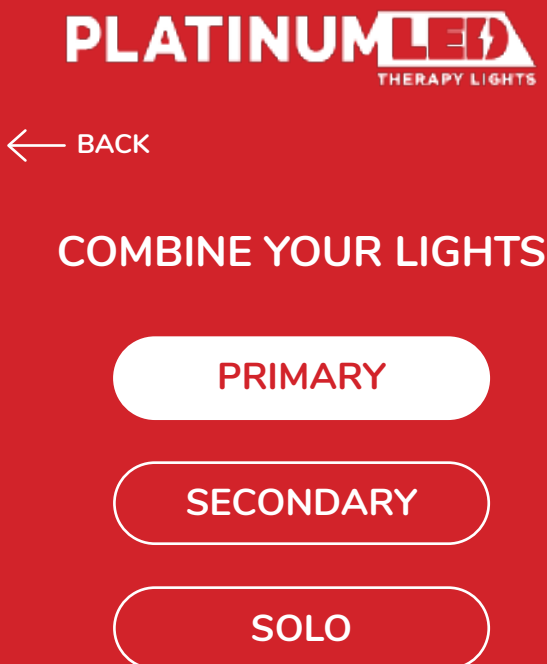 PLATINUMLED
THERAPY LIGHTS
BACK
COMBINE YOUR LIGHTS
PRIMARY
SECONDARY
SOLO